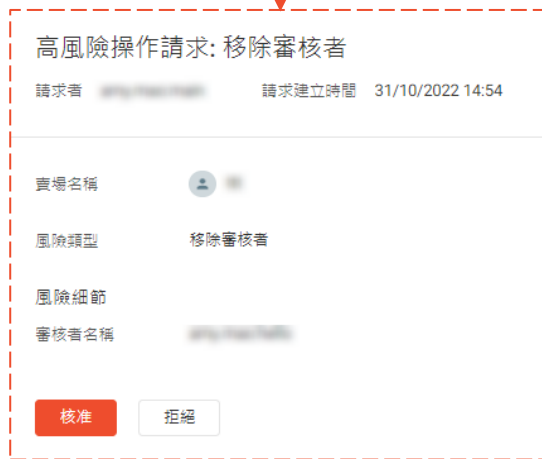 高風險操作請求: 移除審核者
請求者 請求建立時間 31/10/2022 14:54
賣場名稱
風險類型 移除審核者
風險細節
審核者名稱
核准 拒絕